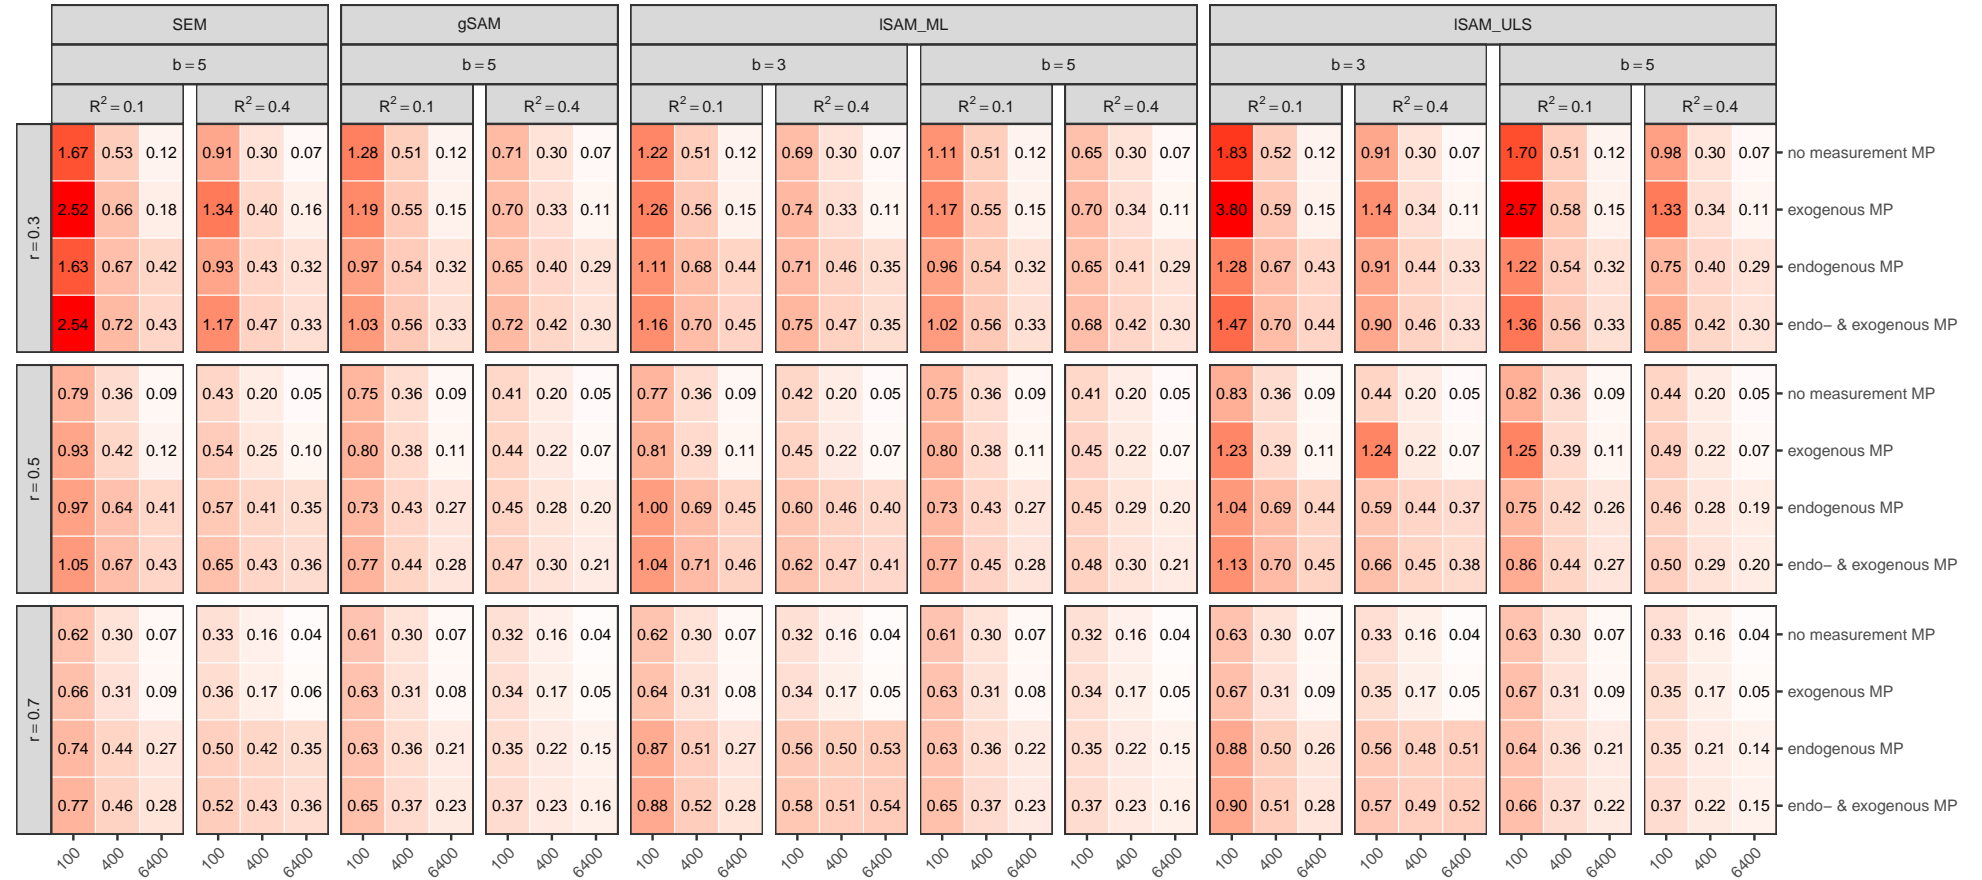 SEM gSAM lSAM_ML lSAM_ULS
b = 5 b = 5 b = 3 b = 5 b = 3 b = 5
R² = 0.1 R² = 0.4 R² = 0.1 R² = 0.4 R² = 0.1 R² = 0.4 R² = 0.1 R² = 0.4 R² = 0.1 R² = 0.4 R² = 0.1 R² = 0.4
r = 0.3
1.67 0.53 0.12 0.91 0.30 0.07 1.28 0.51 0.12 0.71 0.30 0.07 1.22 0.51 0.12 0.69 0.30 0.07 1.11 0.51 0.12 0.65 0.30 0.07 1.83 0.52 0.12 0.91 0.30 0.07 1.70 0.51 0.12 0.98 0.30 0.07 no measurement MP
2.52 0.66 0.18 1.34 0.40 0.16 1.19 0.55 0.15 0.70 0.33 0.11 1.26 0.56 0.15 0.74 0.33 0.11 1.17 0.55 0.15 0.70 0.34 0.11 3.80 0.59 0.15 1.14 0.34 0.11 2.57 0.58 0.15 1.33 0.34 0.11 exogenous MP
1.63 0.67 0.42 0.93 0.43 0.32 0.97 0.54 0.32 0.65 0.40 0.29 1.11 0.68 0.44 0.71 0.46 0.35 0.96 0.54 0.32 0.65 0.41 0.29 1.28 0.67 0.43 0.91 0.44 0.33 1.22 0.54 0.32 0.75 0.40 0.29 endogenous MP
2.54 0.72 0.43 1.17 0.47 0.33 1.03 0.56 0.33 0.72 0.42 0.30 1.16 0.70 0.45 0.75 0.47 0.35 1.02 0.56 0.33 0.68 0.42 0.30 1.47 0.70 0.44 0.90 0.46 0.33 1.36 0.56 0.33 0.85 0.42 0.30 endo− & exogenous MP
r = 0.5
0.79 0.36 0.09 0.43 0.20 0.05 0.75 0.36 0.09 0.41 0.20 0.05 0.77 0.36 0.09 0.42 0.20 0.05 0.75 0.36 0.09 0.41 0.20 0.05 0.83 0.36 0.09 0.44 0.20 0.05 0.82 0.36 0.09 0.44 0.20 0.05 no measurement MP
0.93 0.42 0.12 0.54 0.25 0.10 0.80 0.38 0.11 0.44 0.22 0.07 0.81 0.39 0.11 0.45 0.22 0.07 0.80 0.38 0.11 0.45 0.22 0.07 1.23 0.39 0.11 1.24 0.22 0.07 1.25 0.39 0.11 0.49 0.22 0.07 exogenous MP
0.97 0.64 0.41 0.57 0.41 0.35 0.73 0.43 0.27 0.45 0.28 0.20 1.00 0.69 0.45 0.60 0.46 0.40 0.73 0.43 0.27 0.45 0.29 0.20 1.04 0.69 0.44 0.59 0.44 0.37 0.75 0.42 0.26 0.46 0.28 0.19 endogenous MP
1.05 0.67 0.43 0.65 0.43 0.36 0.77 0.44 0.28 0.47 0.30 0.21 1.04 0.71 0.46 0.62 0.47 0.41 0.77 0.45 0.28 0.48 0.30 0.21 1.13 0.70 0.45 0.66 0.45 0.38 0.86 0.44 0.27 0.50 0.29 0.20 endo− & exogenous MP
r = 0.7
0.62 0.30 0.07 0.33 0.16 0.04 0.61 0.30 0.07 0.32 0.16 0.04 0.62 0.30 0.07 0.32 0.16 0.04 0.61 0.30 0.07 0.32 0.16 0.04 0.63 0.30 0.07 0.33 0.16 0.04 0.63 0.30 0.07 0.33 0.16 0.04 no measurement MP
0.66 0.31 0.09 0.36 0.17 0.06 0.63 0.31 0.08 0.34 0.17 0.05 0.64 0.31 0.08 0.34 0.17 0.05 0.63 0.31 0.08 0.34 0.17 0.05 0.67 0.31 0.09 0.35 0.17 0.05 0.67 0.31 0.09 0.35 0.17 0.05 exogenous MP
0.74 0.44 0.27 0.50 0.42 0.35 0.63 0.36 0.21 0.35 0.22 0.15 0.87 0.51 0.27 0.56 0.50 0.53 0.63 0.36 0.22 0.35 0.22 0.15 0.88 0.50 0.26 0.56 0.48 0.51 0.64 0.36 0.21 0.35 0.21 0.14 endogenous MP
0.77 0.46 0.28 0.52 0.43 0.36 0.65 0.37 0.23 0.37 0.23 0.16 0.88 0.52 0.28 0.58 0.51 0.54 0.65 0.37 0.23 0.37 0.23 0.16 0.90 0.51 0.28 0.57 0.49 0.52 0.66 0.37 0.22 0.37 0.22 0.15 endo− & exogenous MP
100 400 6400 100 400 6400 100 400 6400 100 400 6400 100 400 6400 100 400 6400 100 400 6400 100 400 6400 100 400 6400 100 400 6400 100 400 6400 100 400 6400